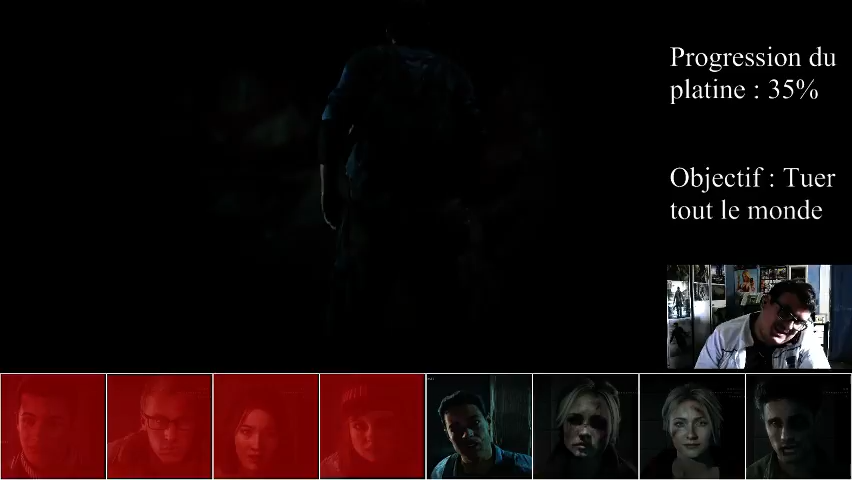 Progression du
platine : 35%
Objectif : Tuer
tout le monde